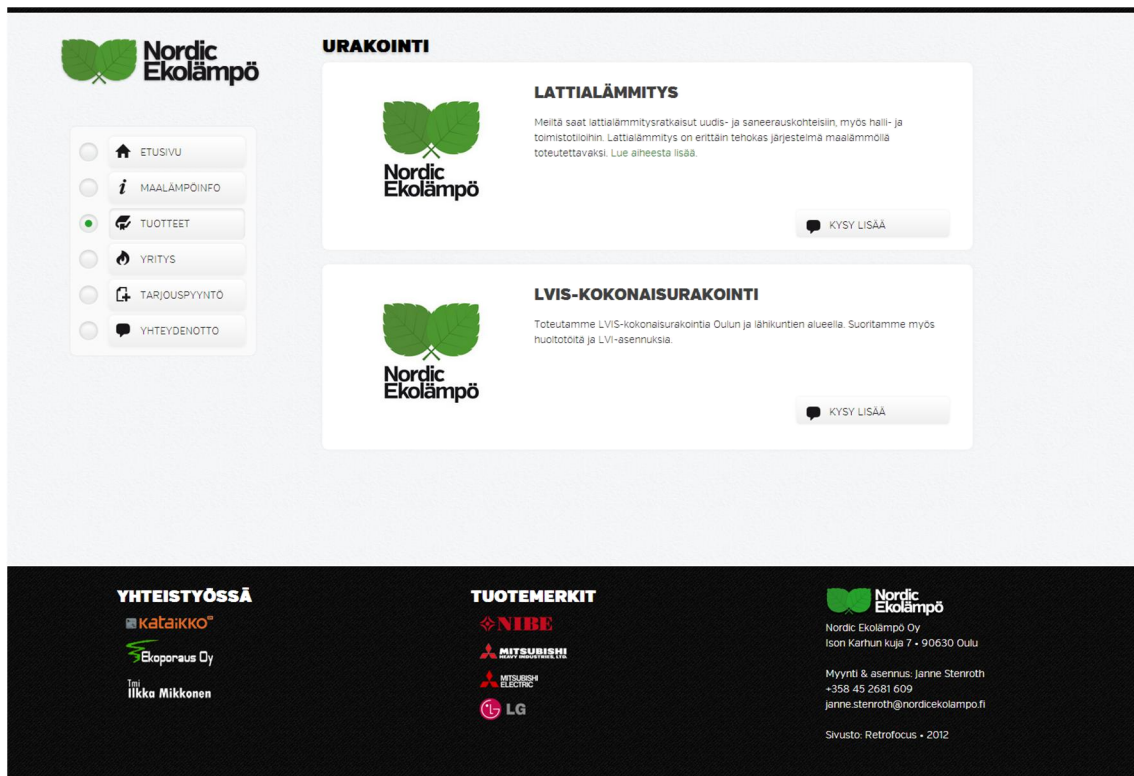 Nordic
Ekolämpö
ETUSIVU
MAALÄMPÖINFO
TUOTTEET
YRITYS
TARJOUSPYYNTÖ
YHTEYDENOTTO
URAKOINTI
Nordic
Ekolämpö
LATTIALÄMMITYS
Meiltä saat lattialämmitysratkaisut uudis- ja saneerauskohteisiin, myös halli- ja
toimistotiloihin. Lattialämmitys on erittäin tehokas järjestelmä maalämmöllä
toteutettavaksi. Lue aiheesta lisää.
KYSY LISÄÄ
Nordic
Ekolämpö
LVIS-KOKONAISURAKOINTI
Toteutamme LVIS-kokonaisurakointia Oulun ja lähikuntien alueella. Suoritamme myös
huoltotöitä ja LVI-asennuksia.
KYSY LISÄÄ
YHTEISTYÖSSÄ
KataiKKO
Ekoporaus Oy
Tmi
Ilkka Mikkonen
TUOTEMERKIT
NIBE
MITSUBISHI
HEAVY INDUSTRIES, LTD.
MITSUBISHI
ELECTRIC
LG
Nordic
Ekolämpö
Nordic Ekolämpö Oy
Ison Karhun kuja 7 • 90630 Oulu
Myynti & asennus: Janne Stenroth
+358 45 2681 609
janne.stenroth@nordicekolampo.fi
Sivusto: Retrofocus • 2012